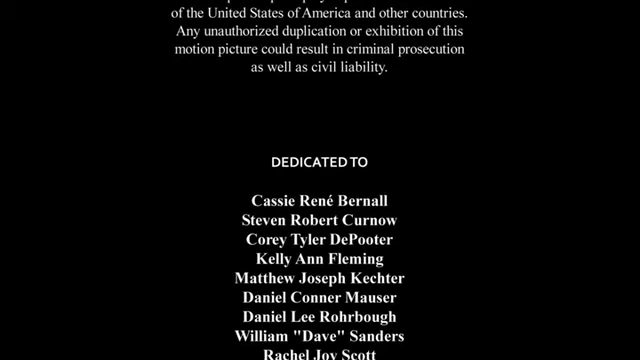 of the United States of America and other countries.
Any unauthorized duplication or exhibition of this
motion picture could result in criminal prosecution
as well as civil liability.
DEDICATED TO
Cassie René Bernall
Steven Robert Curnow
Corey Tyler DePooter
Kelly Ann Fleming
Matthew Joseph Kechter
Daniel Conner Mauser
Daniel Lee Rohrbough
William "Dave" Sanders
Rachel Joy Scott